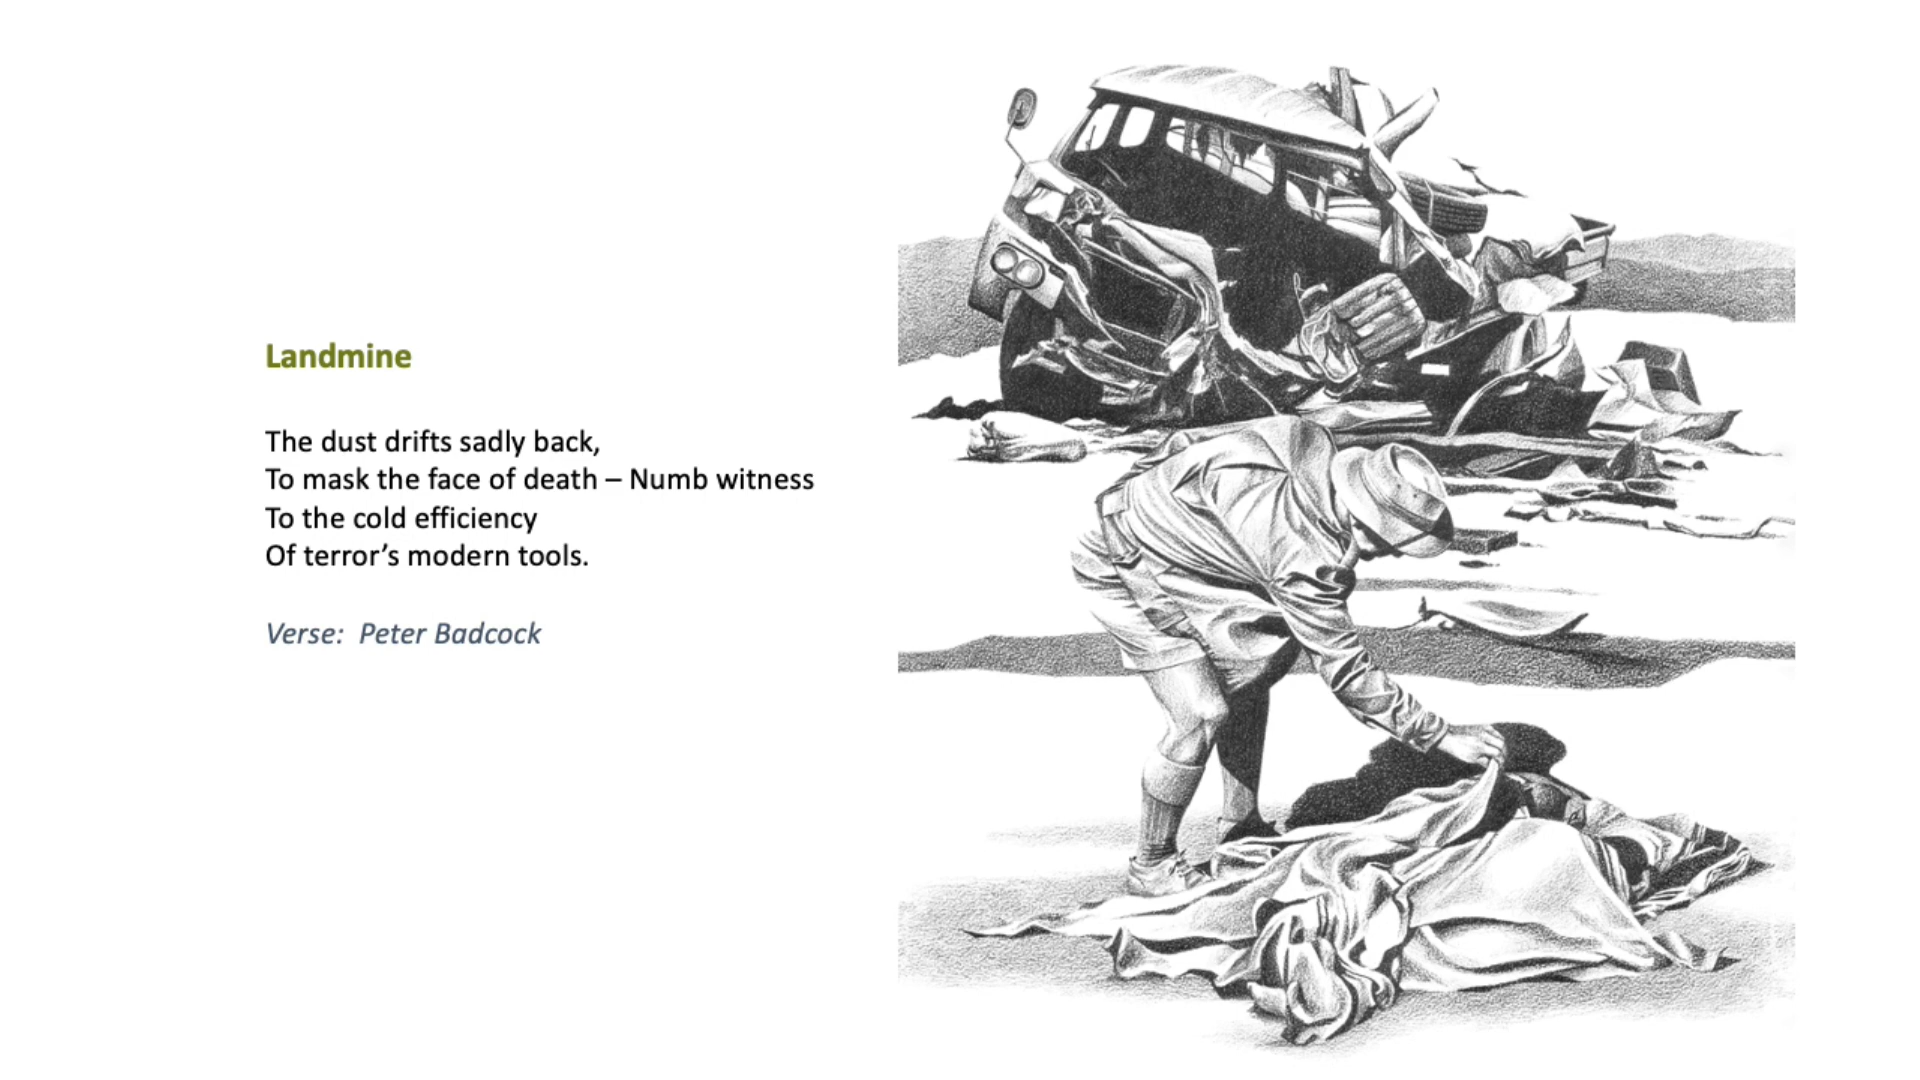 Landmine
The dust drifts sadly back,
To mask the face of death – Numb witness
To the cold efficiency
Of terror’s modern tools.
Verse:  Peter Badcock